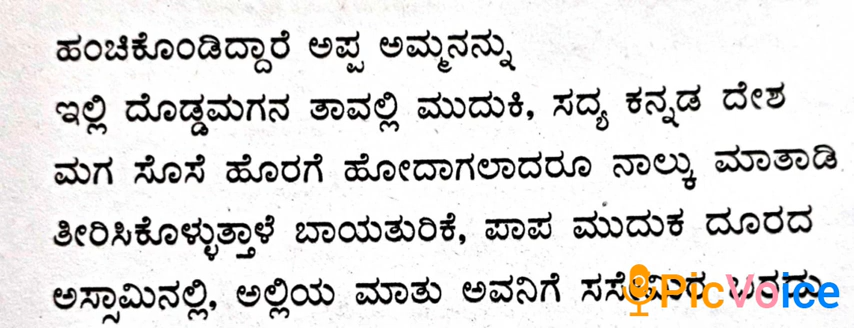 ಹಂಚಿಕೊಂಡಿದ್ದಾರೆ ಅಪ್ಪ ಅಮ್ಮನನ್ನು
ಇಲ್ಲಿ ದೊಡ್ಡಮಗನ ತಾವಲ್ಲಿ ಮುದುಕಿ, ಸದ್ಯ ಕನ್ನಡ ದೇಶ
ಮಗ ಸೊಸೆ ಹೊರಗೆ ಹೋದಾಗಲಾದರೂ ನಾಲ್ಕು ಮಾತಾಡಿ
ತೀರಿಸಿಕೊಳ್ಳುತ್ತಾಳೆ ಬಾಯತುರಿಕೆ, ಪಾಪ ಮುದುಕ ದೂರದ
ಅಸ್ಸಾಮಿನಲ್ಲಿ, ಅಲ್ಲಿಯ ಮಾತು ಅವನಿಗೆ
PicVoice